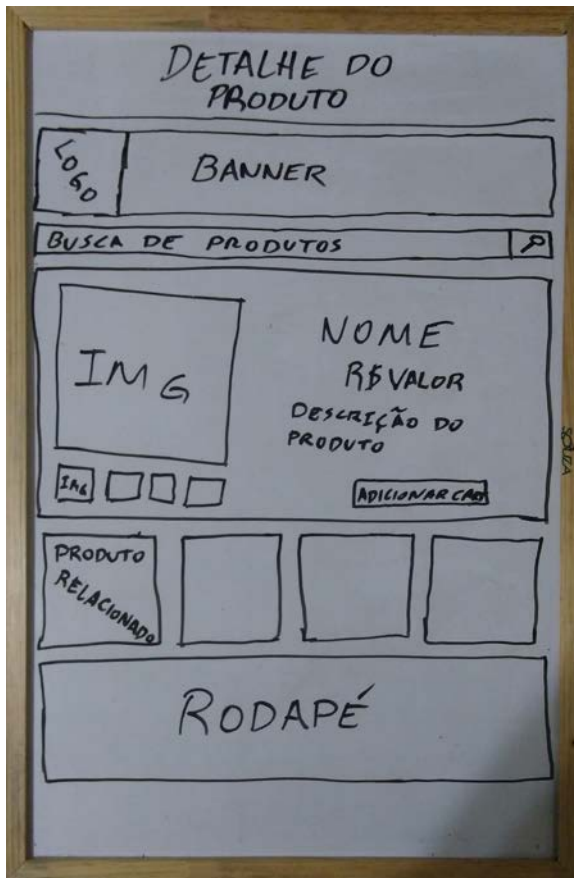 DETALHE DO
PRODUTO
LOGO
BANNER
BUSCA DE PRODUTOS
IMG
NOME
R$ VALOR
DESCRIÇÃO DO
PRODUTO
IMG
ADICIONAR CAR
PRODUTO
RELACIONADO
RODAPÉ
SOUZA